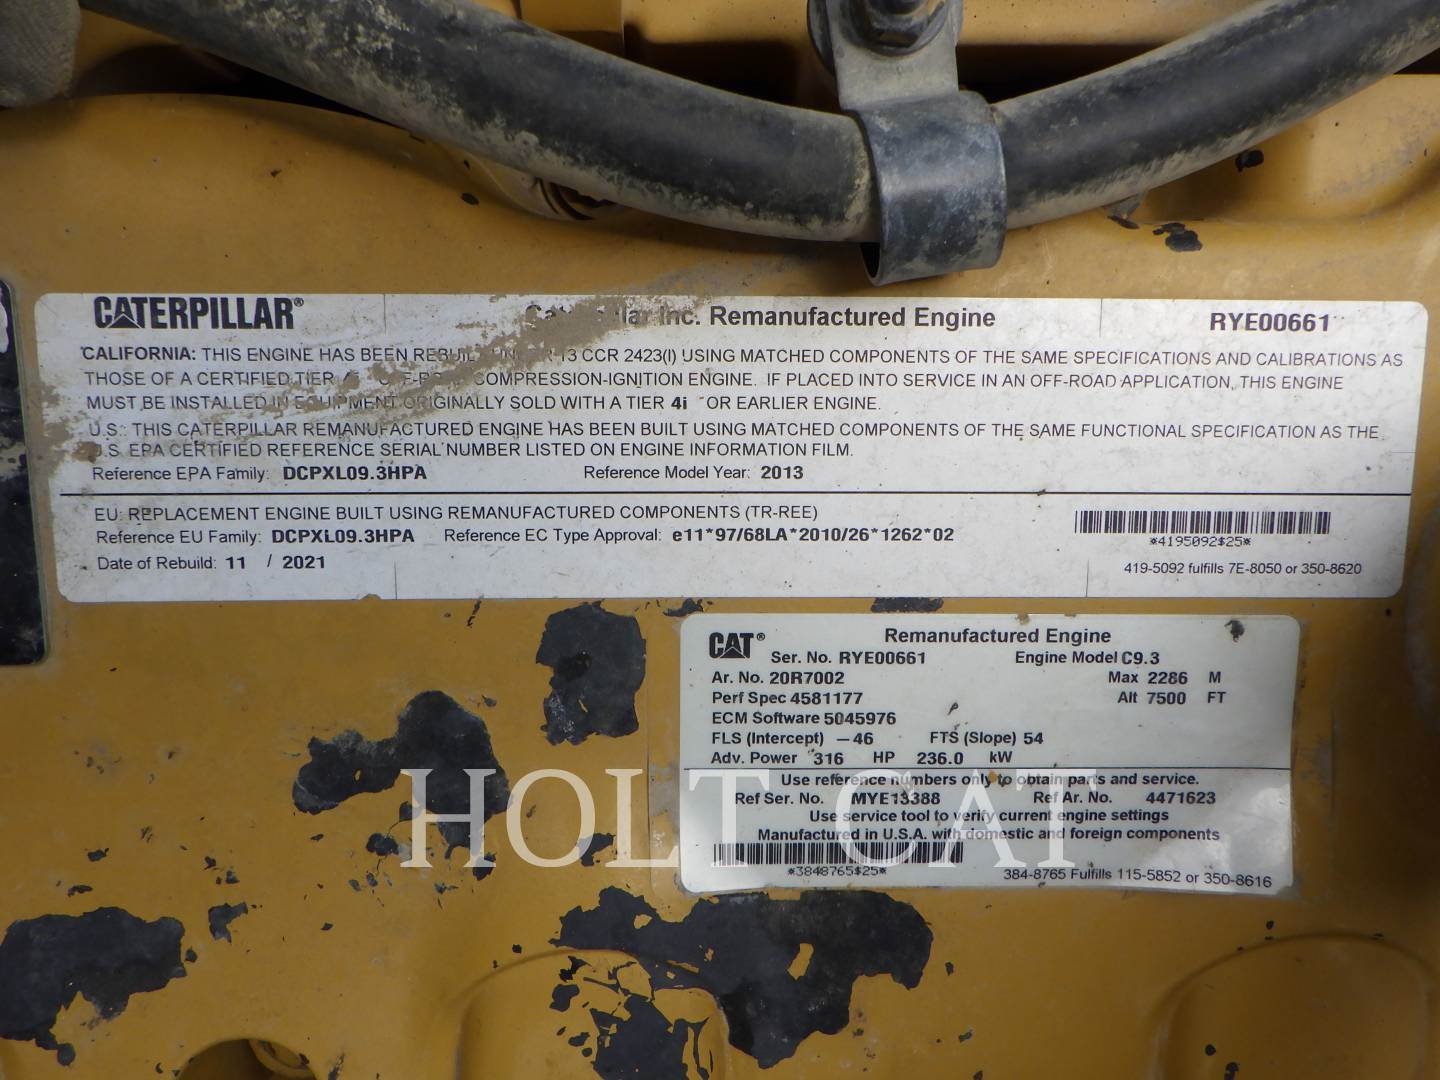 CATERPILLAR®
Caterpillar Inc. Remanufactured Engine
RYE00661
CALIFORNIA: THIS ENGINE HAS BEEN REBUILT UNDER 13 CCR 2423(l) USING MATCHED COMPONENTS OF THE SAME SPECIFICATIONS AND CALIBRATIONS AS
THOSE OF A CERTIFIED TIER OFF-ROAD COMPRESSION-IGNITION ENGINE. IF PLACED INTO SERVICE IN AN OFF-ROAD APPLICATION, THIS ENGINE
MUST BE INSTALLED IN EQUIPMENT ORIGINALLY SOLD WITH A TIER 4i OR EARLIER ENGINE.
U.S.: THIS CATERPILLAR REMANUFACTURED ENGINE HAS BEEN BUILT USING MATCHED COMPONENTS OF THE SAME FUNCTIONAL SPECIFICATION AS THE
U.S. EPA CERTIFIED REFERENCE SERIAL NUMBER LISTED ON ENGINE INFORMATION FILM.
Reference EPA Family: DCPXL09.3HPA Reference Model Year: 2013
EU: REPLACEMENT ENGINE BUILT USING REMANUFACTURED COMPONENTS (TR-REE)
Reference EU Family: DCPXL09.3HPA Reference EC Type Approval: e11*97/68LA*2010/26*1262*02
*4195092$25*
Date of Rebuild: 11 / 2021
419-5092 fulfills 7E-8050 or 350-8620
CAT®
Remanufactured Engine
Ser. No. RYE00661 Engine Model C9.3
Ar. No. 20R7002 Max 2286 M
Perf Spec 4581177 Alt 7500 FT
ECM Software 5045976
FLS (Intercept) -46 FTS (Slope) 54
Adv. Power 316 HP 236.0 kW
Use reference numbers only to obtain parts and service.
Ref Ser. No. MYE13388 Ref Ar. No. 4471623
Use service tool to verify current engine settings
Manufactured in U.S.A. with domestic and foreign components
*3848765$25*
384-8765 Fulfills 115-5852 or 350-8616
HOLT CAT